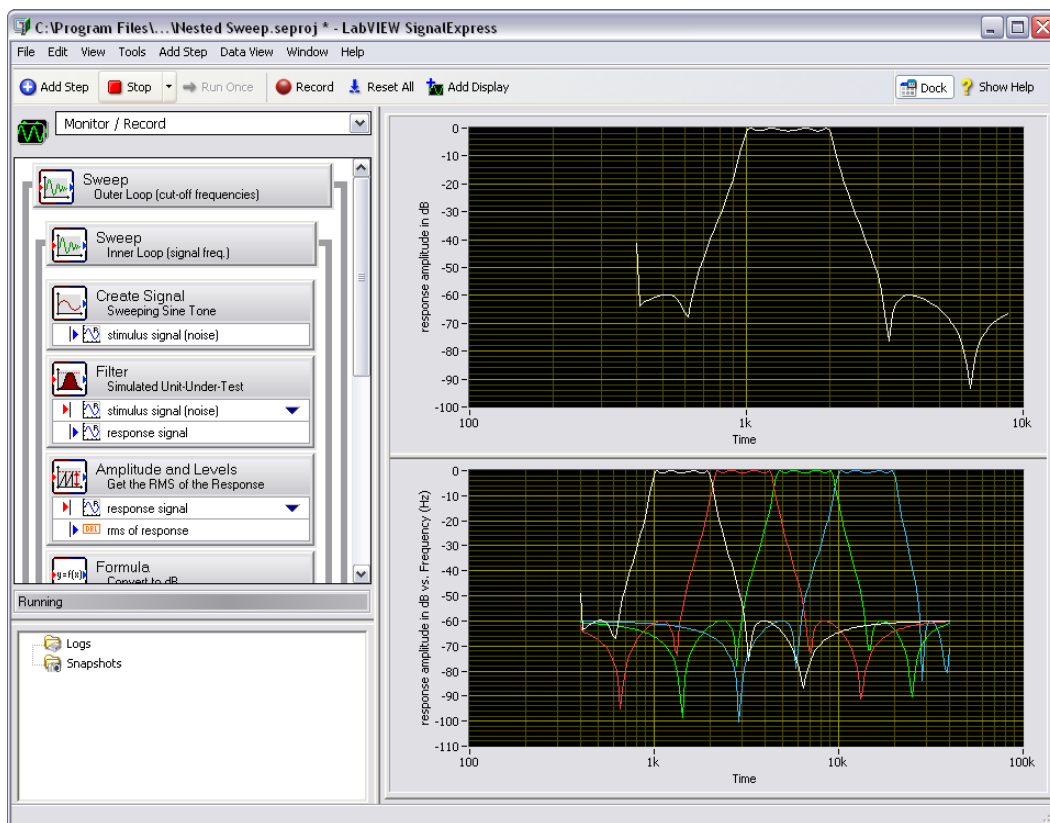 C:\Program Files\...\Nested Sweep.seproj * - LabVIEW SignalExpress
File Edit View Tools Add Step Data View Window Help
Add Step Stop Run Once Record Reset All Add Display Dock Show Help
Monitor / Record
Sweep
Outer Loop (cut-off frequencies)
Sweep
Inner Loop (signal freq.)
Create Signal
Sweeping Sine Tone
stimulus signal (noise)
Filter
Simulated Unit-Under-Test
stimulus signal (noise)
response signal
Amplitude and Levels
Get the RMS of the Response
response signal
DBL rms of response
y=f(x) Formula
Convert to dB
Running
Logs
Snapshots
response amplitude in dB
0
-10
-20
-30
-40
-50
-60
-70
-80
-90
-100
100 1k 10k
Time
response amplitude in dB vs. Frequency (Hz)
0
-10
-20
-30
-40
-50
-60
-70
-80
-90
-100
-110
100 1k 10k 100k
Time